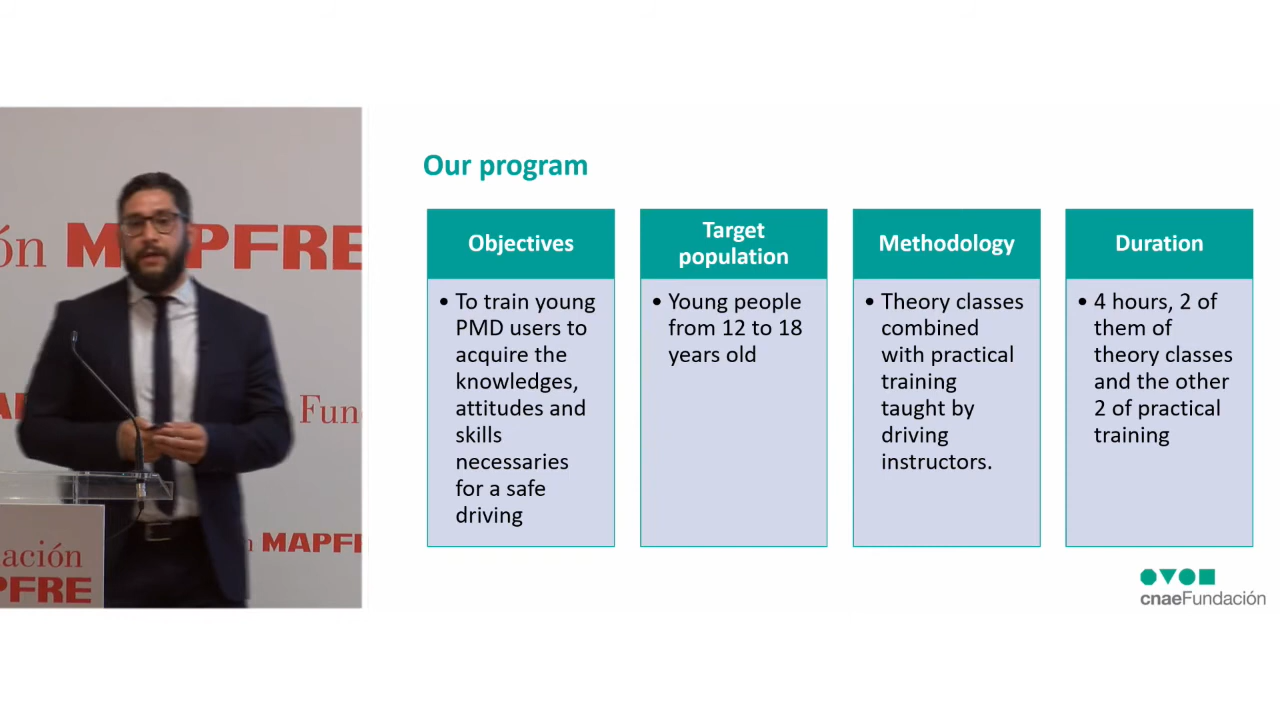 ón MAPFRE
Fun
MAPF
ación
PFRE
Our program
Objectives
• To train young
PMD users to
acquire the
knowledges,
attitudes and
skills
necessaries
for a safe
driving
Target
population
• Young people
from 12 to 18
years old
Methodology
• Theory classes
combined
with practical
training
taught by
driving
instructors.
Duration
• 4 hours, 2 of
them of
theory classes
and the other
2 of practical
training
cnaeFundación